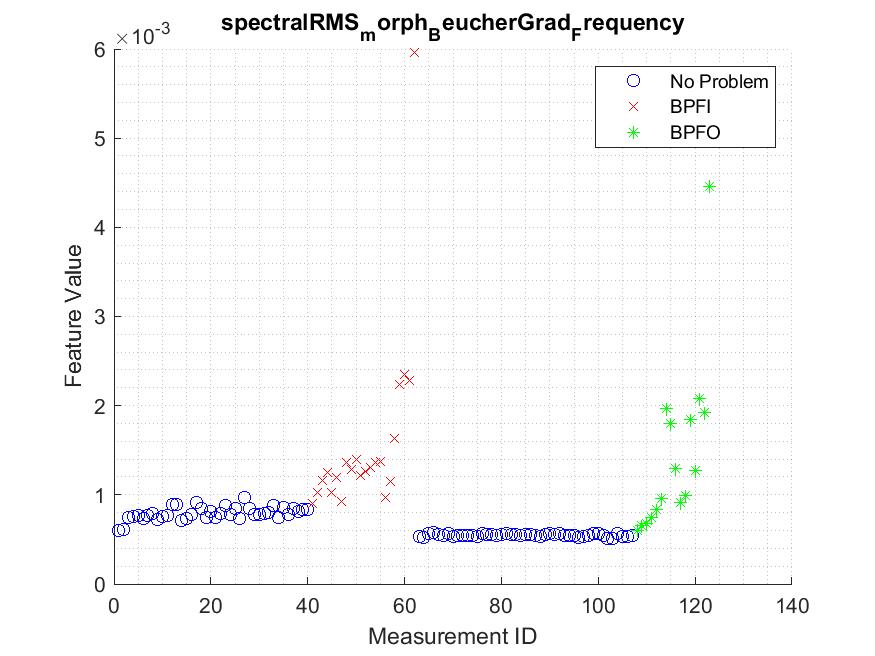 spectralRMSmorphBeucherGradFrequency
×10-3
6
5
4
3
2
1
0
Feature Value
0 20 40 60 80 100 120 140
Measurement ID
No Problem
BPFI
BPFO